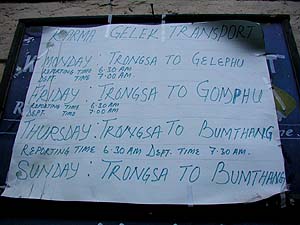 KARMA GELEK TRANSPORT
MONDAY : TRONGSA TO GELEPHU
REPORTING TIME 6:30 AM
DEPT. TIME 7:00 AM.
FRIDAY : TRONGSA TO GOMPHU
REPORTING TIME 6:30 AM
DEPT. TIME 7:00 AM
THURSDAY : TRONGSA TO BUMTHANG
REPORTING TIME 6:30 AM DEPT. TIME 7:30 AM.
SUNDAY : TRONGSA TO BUMTHANG